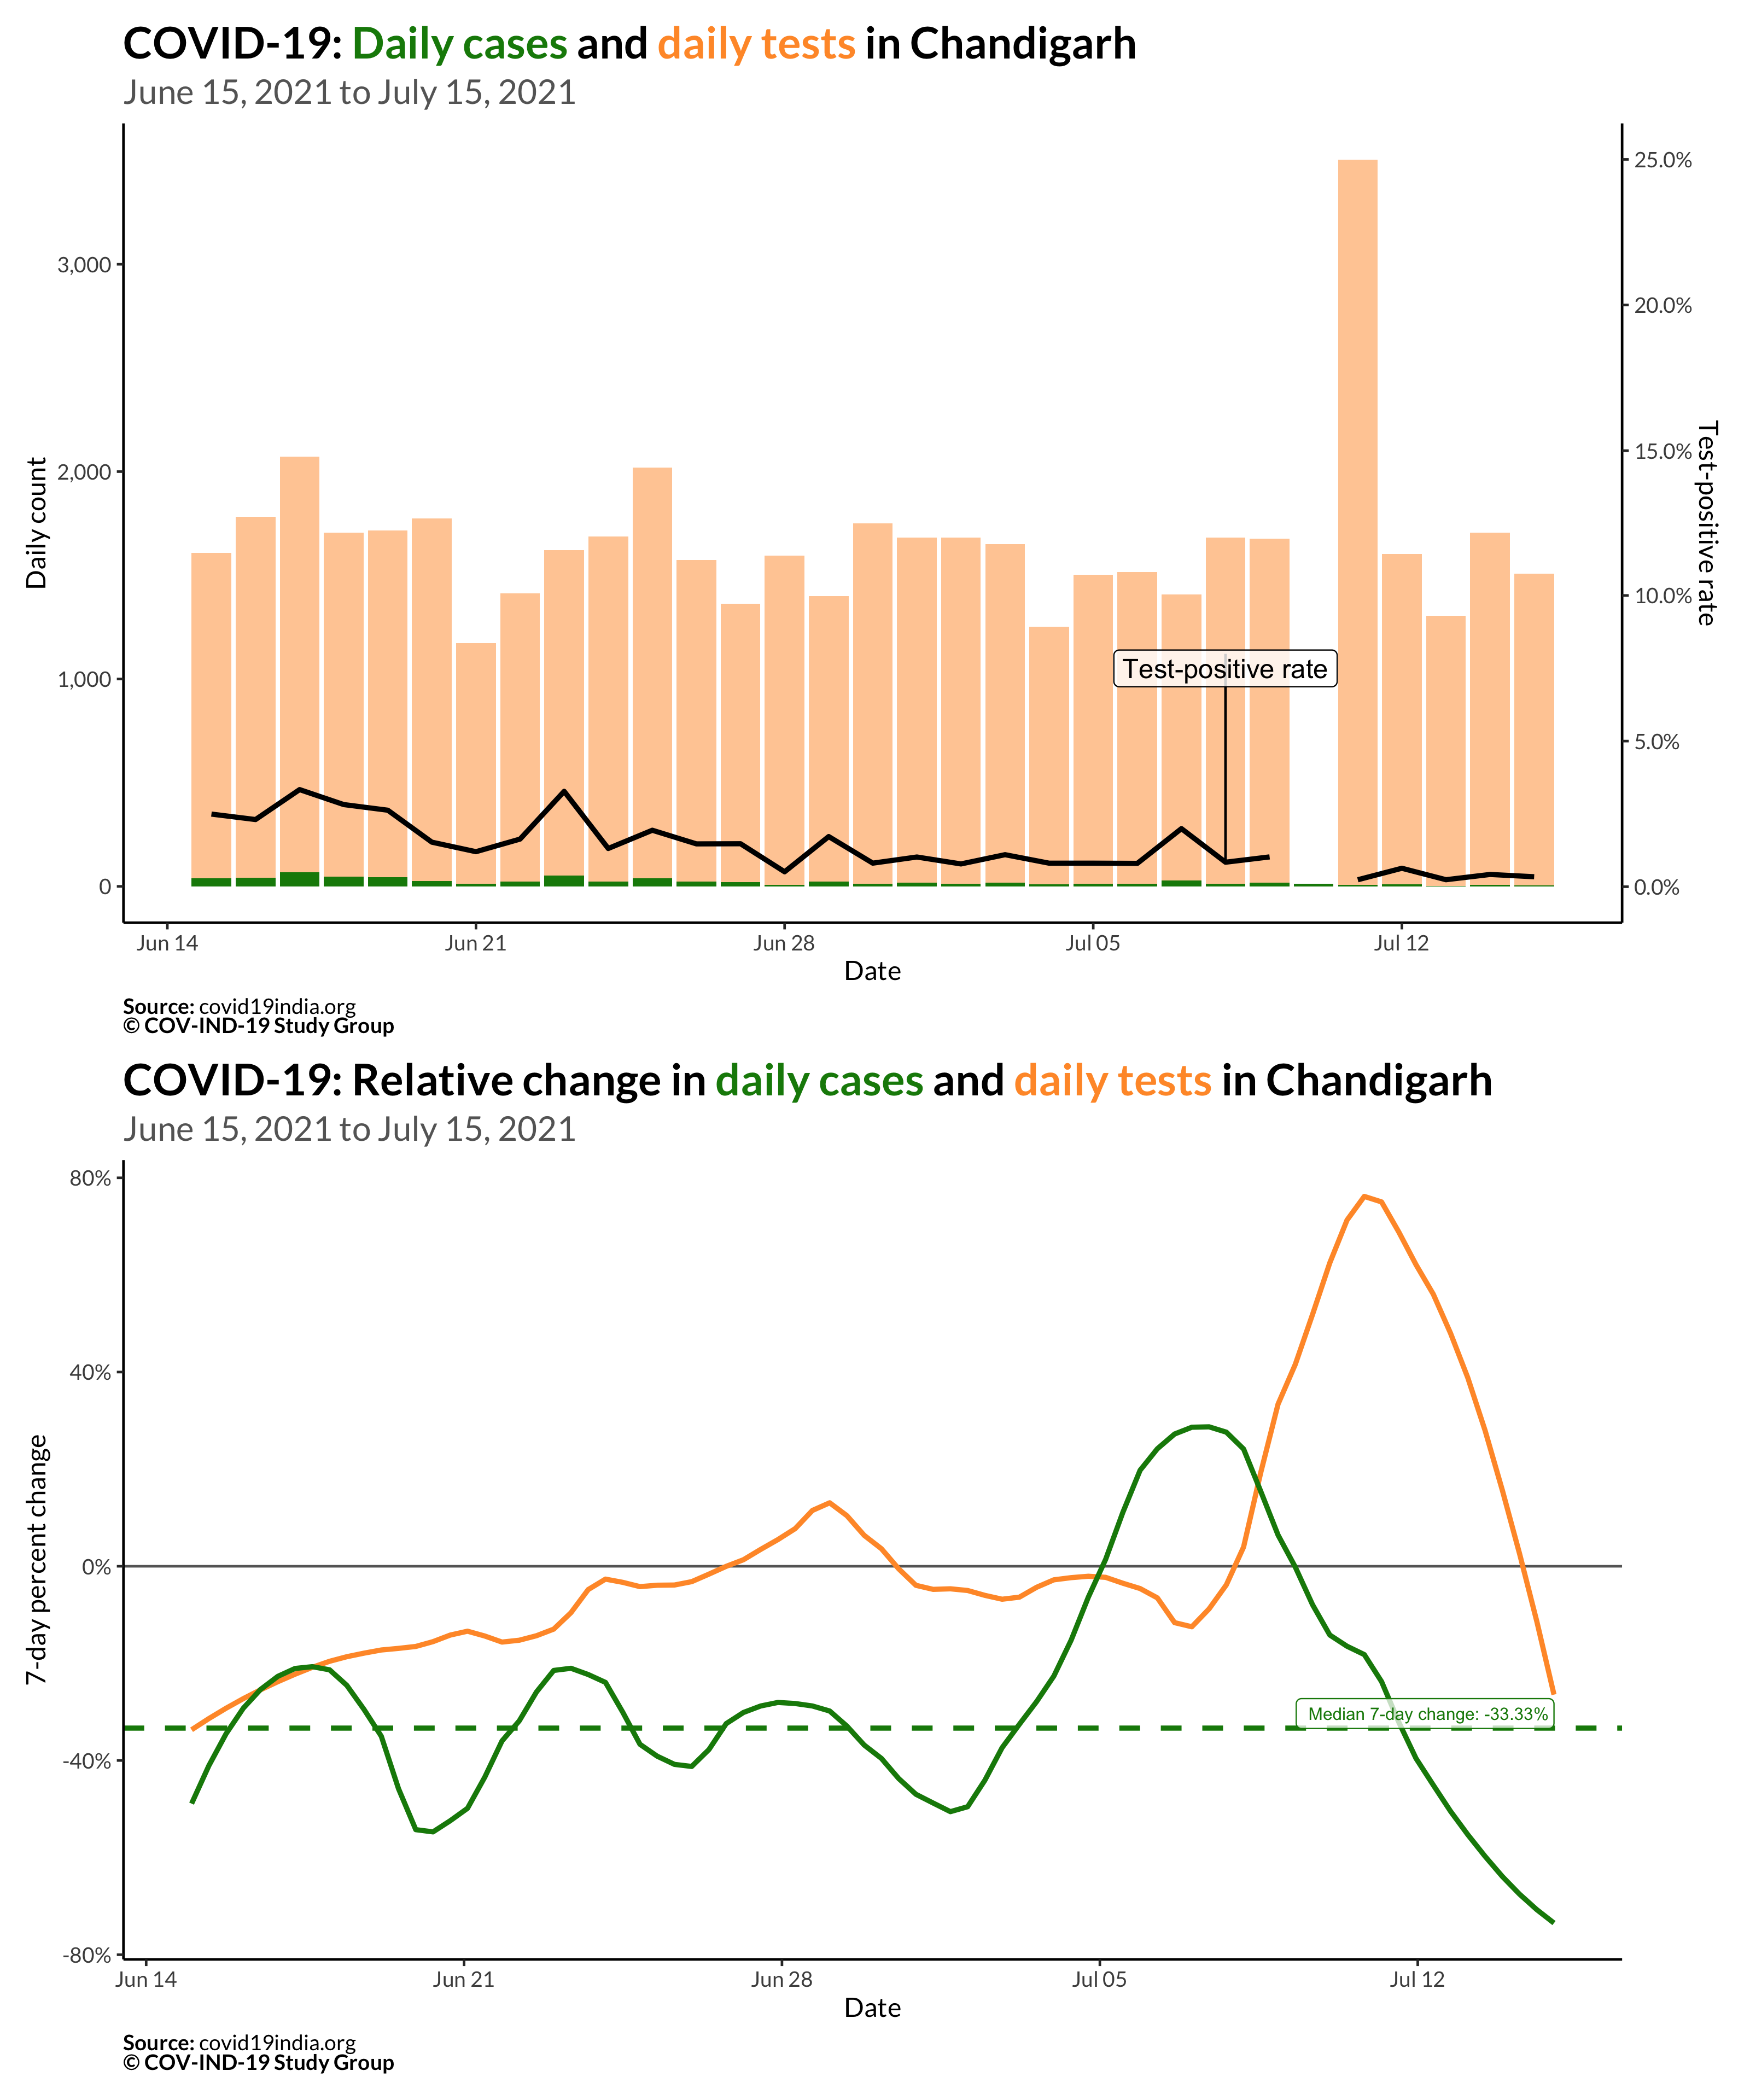 COVID-19: Daily cases and daily tests in Chandigarh
June 15, 2021 to July 15, 2021
25.0%
20.0%
15.0%
10.0%
5.0%
0.0%
Test-positive rate
3,000
2,000
1,000
0
Daily count
Test-positive rate
Jun 14 Jun 21 Jun 28 Jul 05 Jul 12
Date
Source: covid19india.org
© COV-IND-19 Study Group
COVID-19: Relative change in daily cases and daily tests in Chandigarh
June 15, 2021 to July 15, 2021
80%
40%
0%
-40%
-80%
7-day percent change
Median 7-day change: -33.33%
Jun 14 Jun 21 Jun 28 Jul 05 Jul 12
Date
Source: covid19india.org
© COV-IND-19 Study Group